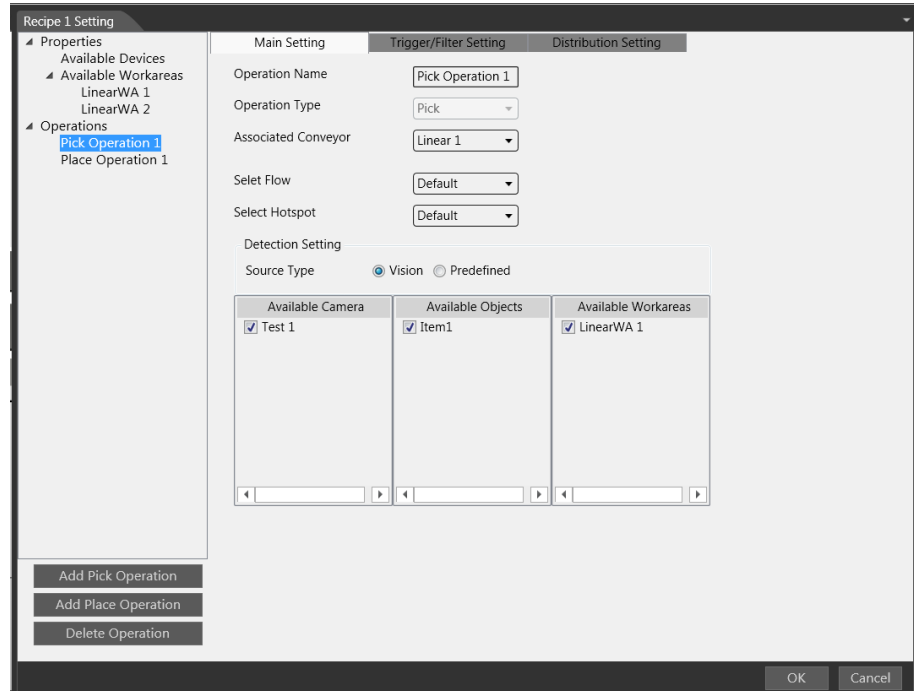 Recipe 1 Setting
Properties
Available Devices
Available Workareas
LinearWA 1
LinearWA 2
Operations
Pick Operation 1
Place Operation 1
Add Pick Operation
Add Place Operation
Delete Operation
Main Setting Trigger/Filter Setting Distribution Setting
Operation Name Pick Operation 1
Operation Type Pick
Associated Conveyor Linear 1
Selet Flow Default
Select Hotspot Default
Detection Setting
Source Type Vision Predefined
Available Camera Available Objects Available Workareas
Test 1 Item1 LinearWA 1
OK Cancel